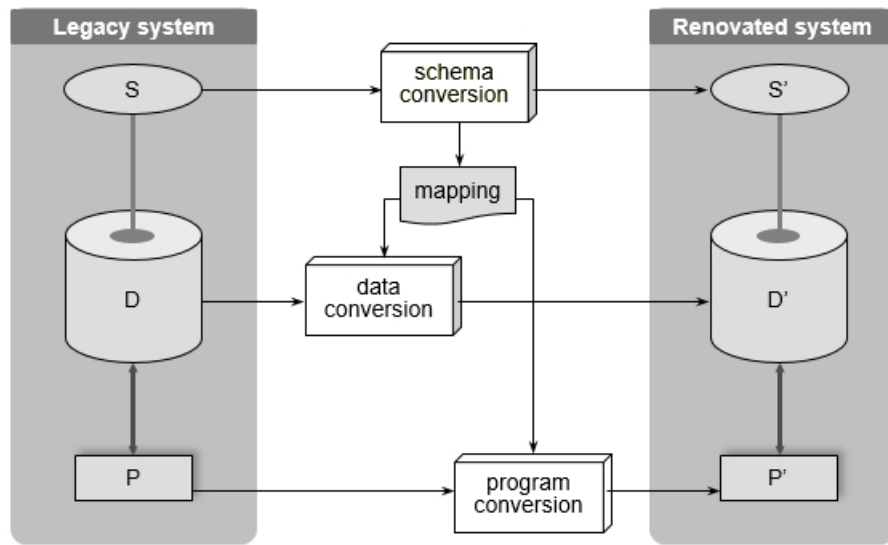 Legacy system
Renovated system
S
schema
conversion
S'
mapping
D
data
conversion
D'
P
program
conversion
P'